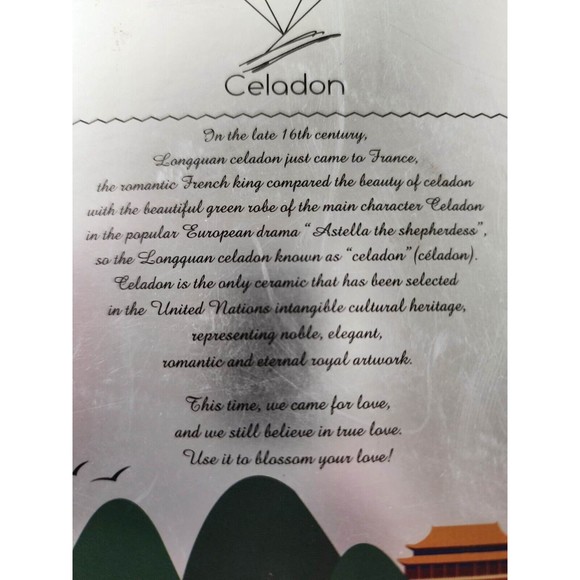 Celadon
In the late 16th century,
Longquan celadon just came to France,
the romantic French king compared the beauty of celadon
with the beautiful green robe of the main character Celadon
in the popular European drama "Astella the shepherdess",
so the Longquan celadon known as "celadon"(céladon).
Celadon is the only ceramic that has been selected
in the United Nations intangible cultural heritage,
representing noble, elegant,
romantic and eternal royal artwork.
This time, we came for love,
and we still believe in true love.
Use it to blossom your love!